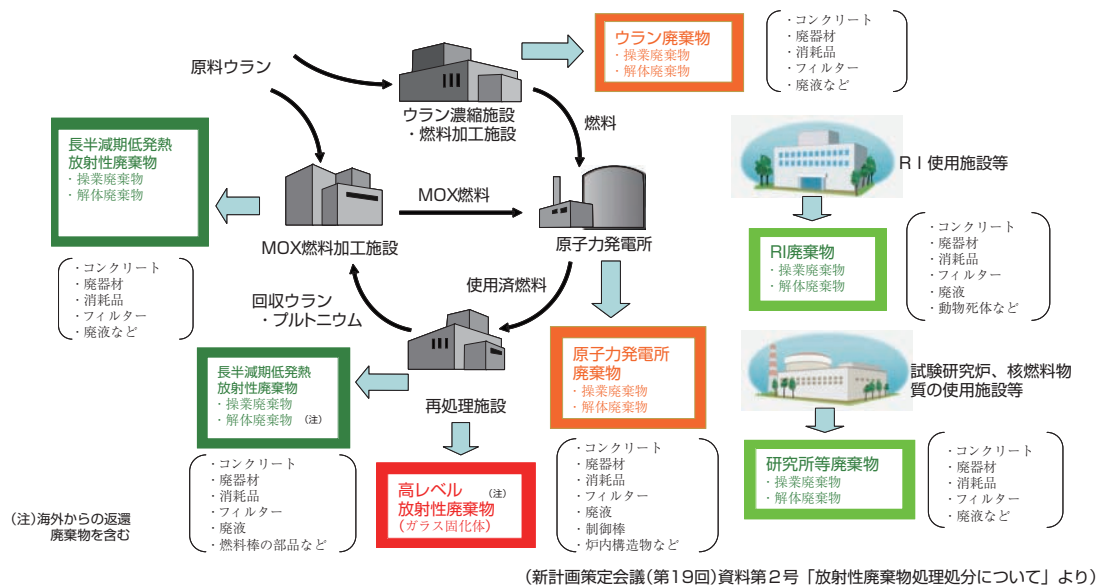 原料ウラン
ウラン濃縮施設
・燃料加工施設
ウラン廃棄物
・操業廃棄物
・解体廃棄物
・コンクリート
・廃器材
・消耗品
・フィルター
・廃液など
燃料
長半減期低発熱
放射性廃棄物
・操業廃棄物
・解体廃棄物
・コンクリート
・廃器材
・消耗品
・フィルター
・廃液など
MOX燃料加工施設
MOX燃料
原子力発電所
使用済燃料
回収ウラン
・プルトニウム
再処理施設
長半減期低発熱
放射性廃棄物
・操業廃棄物
・解体廃棄物 (注)
・コンクリート
・廃器材
・消耗品
・フィルター
・廃液
・燃料棒の部品など
高レベル (注)
放射性廃棄物
(ガラス固化体)
原子力発電所
廃棄物
・操業廃棄物
・解体廃棄物
・コンクリート
・廃器材
・消耗品
・フィルター
・廃液
・制御棒
・炉内構造物など
RI使用施設等
RI廃棄物
・操業廃棄物
・解体廃棄物
・コンクリート
・廃器材
・消耗品
・フィルター
・廃液
・動物死体など
試験研究炉、核燃料物
質の使用施設等
研究所等廃棄物
・操業廃棄物
・解体廃棄物
・コンクリート
・廃器材
・消耗品
・フィルター
・廃液など
(注)海外からの返還
廃棄物を含む
(新計画策定会議(第19回)資料第2号「放射性廃棄物処理処分について」より)